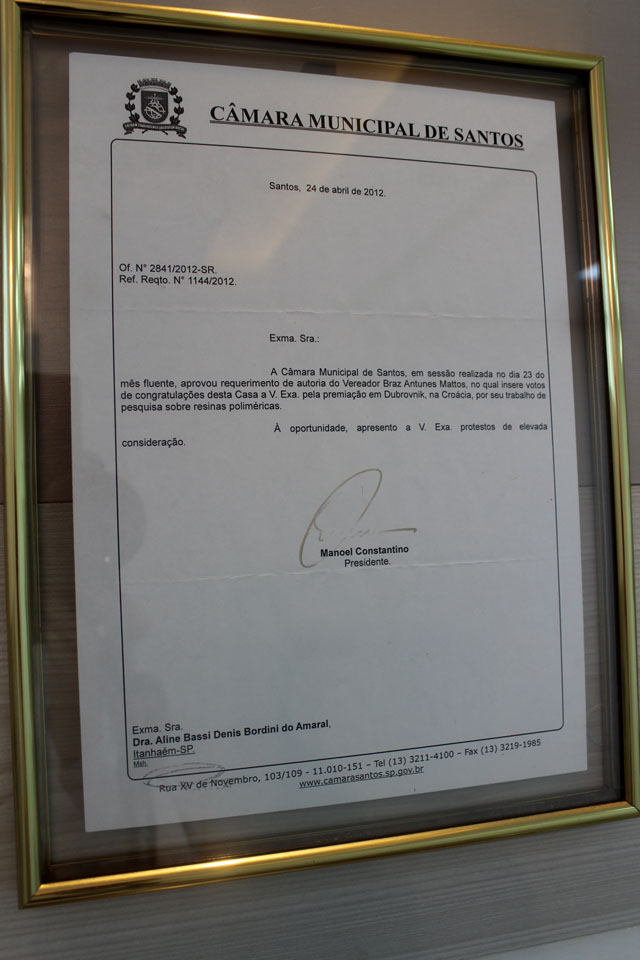 CÂMARA MUNICIPAL DE SANTOS
Santos, 24 de abril de 2012.
Of. N° 2841/2012-SR.
Ref. Reqto. N° 1144/2012.
Exma. Sra.:
A Câmara Municipal de Santos, em sessão realizada no dia 23 do
mês fluente, aprovou requerimento de autoria do Vereador Braz Antunes Mattos, no qual insere votos
de congratulações desta Casa a V. Exa. pela premiação em Dubrovnik, na Croácia, por seu trabalho de
pesquisa sobre resinas poliméricas.
À oportunidade, apresento a V. Exa. protestos de elevada
consideração.
Manoel Constantino
Presidente.
Exma. Sra.
Dra. Aline Bassi Denis Bordini do Amaral,
Itanhaém-SP.
Rua XV de Novembro, 103/109 - 11.010-151 – Tel (13) 3211-4100 – Fax (13) 3219-1985
www.camarasantos.sp.gov.br